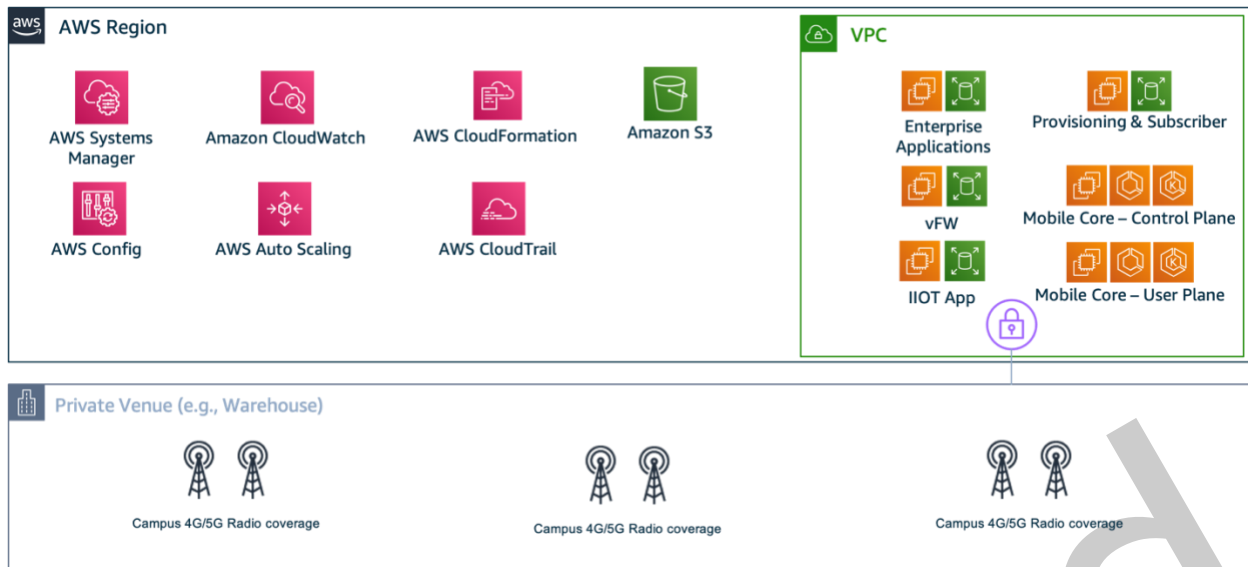 aws
AWS Region
VPC
AWS Systems
Manager
Amazon CloudWatch
AWS CloudFormation
Amazon S3
Enterprise
Applications
Provisioning & Subscriber
AWS Config
AWS Auto Scaling
AWS CloudTrail
vFW
Mobile Core – Control Plane
IIOT App
Mobile Core – User Plane
Private Venue (e.g., Warehouse)
Campus 4G/5G Radio coverage
Campus 4G/5G Radio coverage
Campus 4G/5G Radio coverage